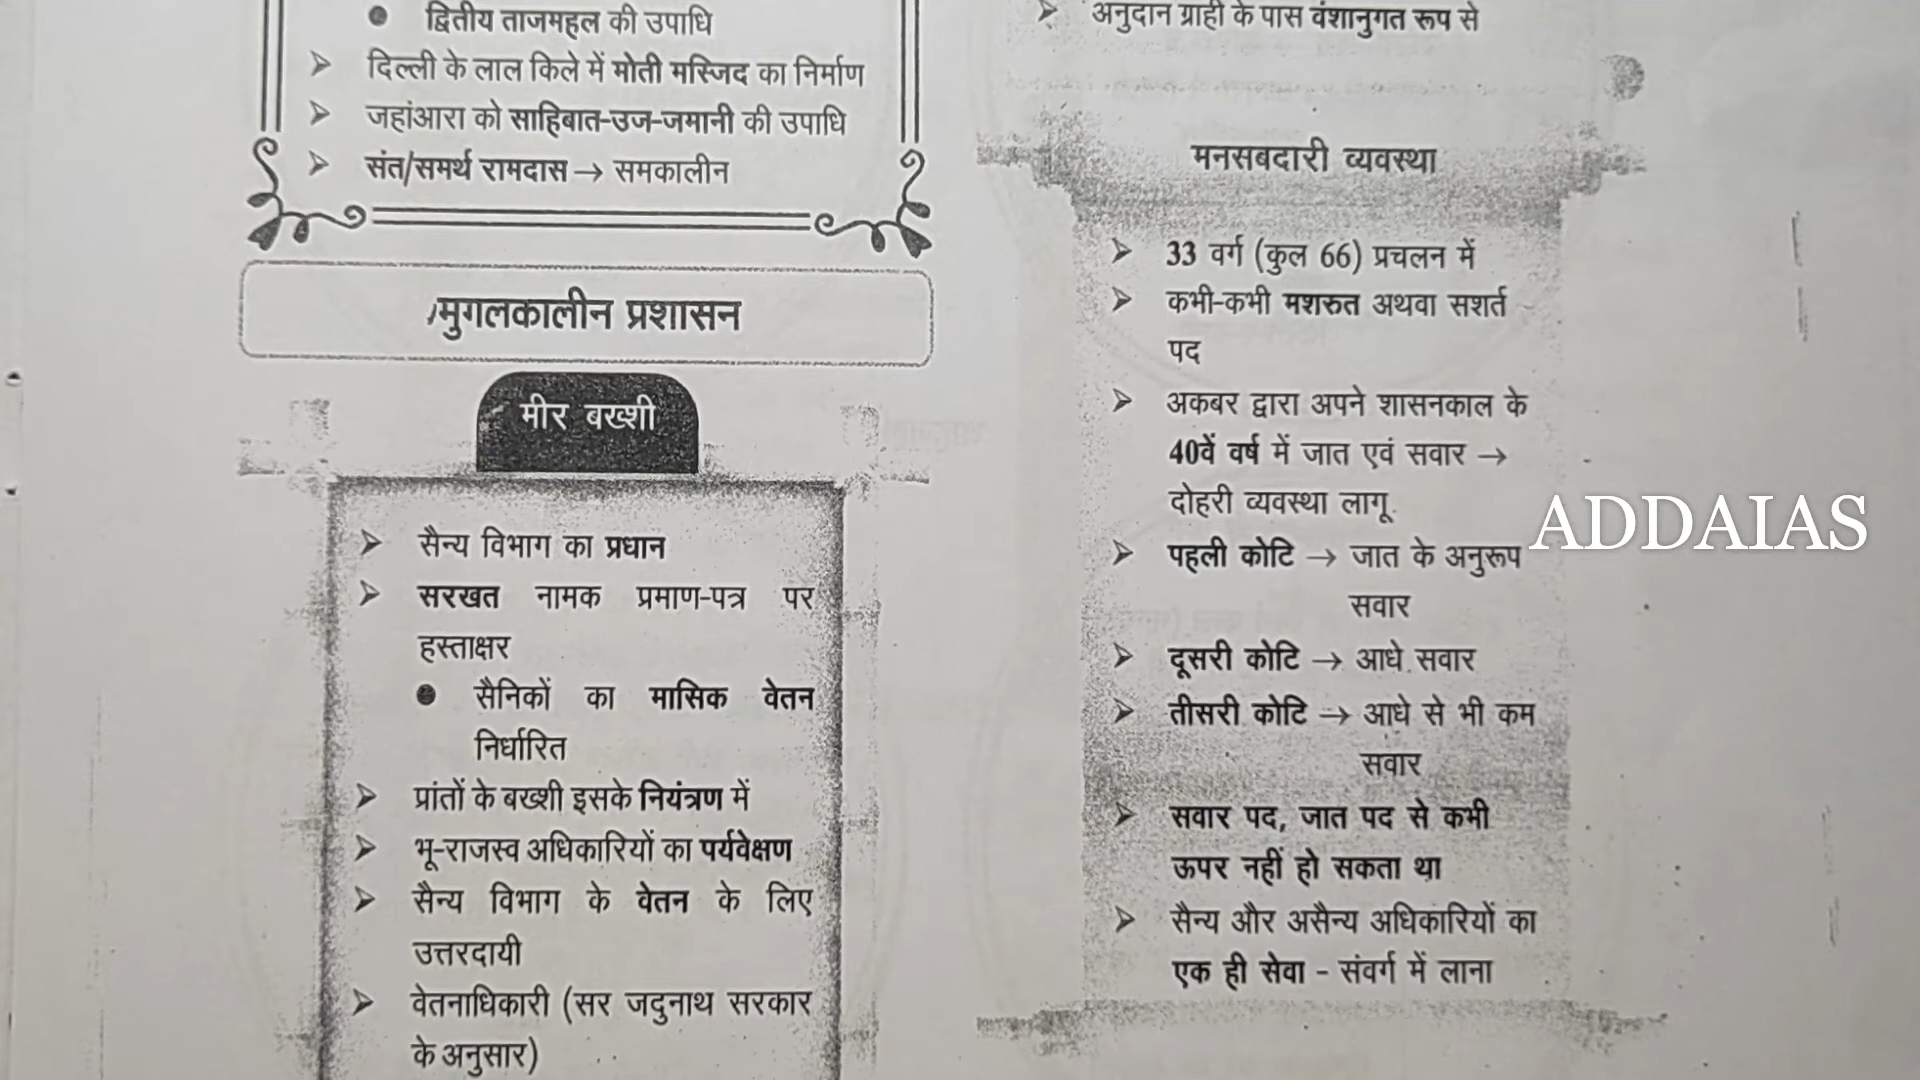 द्वितीय ताजमहल की उपाधि
दिल्ली के लाल किले में मोती मस्जिद का निर्माण
जहांआरा को साहिबात-उज-जमानी की उपाधि
संत/समर्थ रामदास → समकालीन
मुगलकालीन प्रशासन
मीर बख्शी
सैन्य विभाग का प्रधान
सरखत नामक प्रमाण-पत्र पर
हस्ताक्षर
सैनिकों का मासिक वेतन
निर्धारित
प्रांतों के बख्शी इसके नियंत्रण में
भू-राजस्व अधिकारियों का पर्यवेक्षण
सैन्य विभाग के वेतन के लिए
उत्तरदायी
वेतनाधिकारी (सर जदुनाथ सरकार
के अनुसार)
अनुदान ग्राही के पास वंशानुगत रूप से
मनसबदारी व्यवस्था
33 वर्ग (कुल 66) प्रचलन में
कभी-कभी मशरुत अथवा सशर्त
पद
अकबर द्वारा अपने शासनकाल के
40वें वर्ष में जात एवं सवार →
दोहरी व्यवस्था लागू
पहली कोटि → जात के अनुरूप
सवार
दूसरी कोटि → आधे सवार
तीसरी कोटि → आधे से भी कम
सवार
सवार पद, जात पद से कभी
ऊपर नहीं हो सकता था
सैन्य और असैन्य अधिकारियों का
एक ही सेवा - संवर्ग में लाना
ADDAIAS